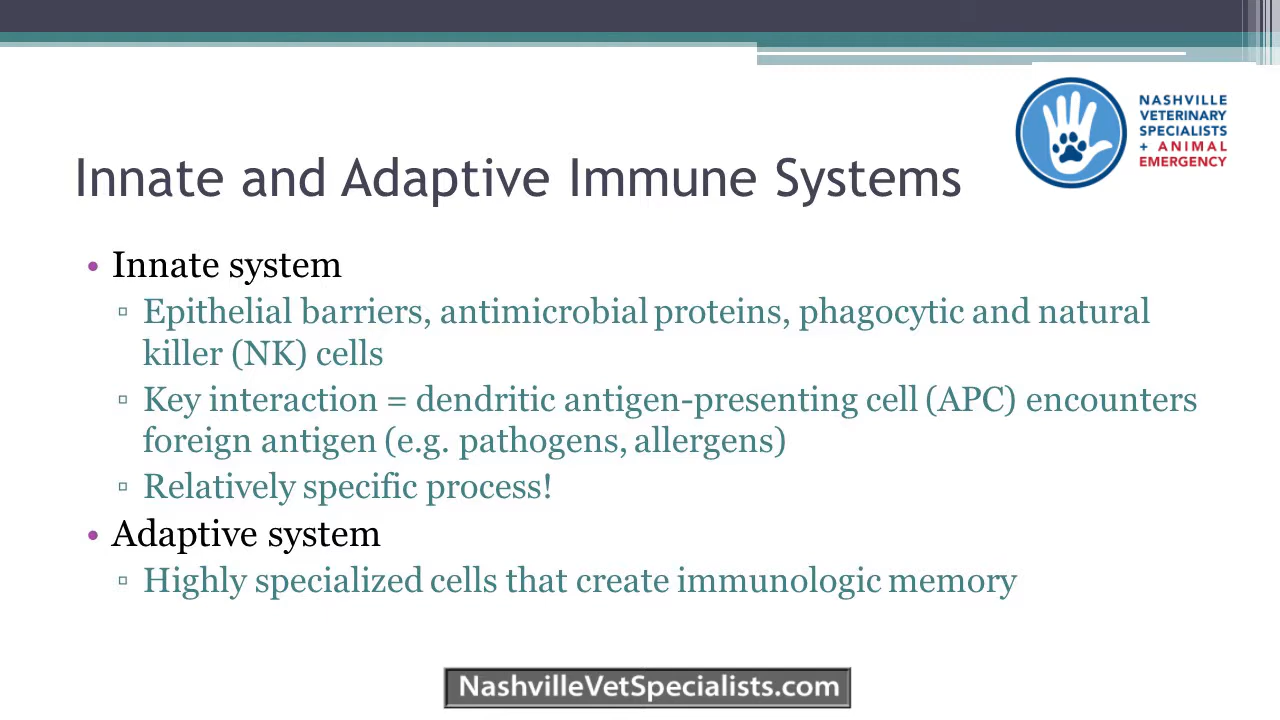 NASHVILLE
VETERINARY
SPECIALISTS
+ ANIMAL
EMERGENCY
Innate and Adaptive Immune Systems
• Innate system
▫ Epithelial barriers, antimicrobial proteins, phagocytic and natural
killer (NK) cells
▫ Key interaction = dendritic antigen-presenting cell (APC) encounters
foreign antigen (e.g. pathogens, allergens)
▫ Relatively specific process!
• Adaptive system
▫ Highly specialized cells that create immunologic memory
NashvilleVetSpecialists.com